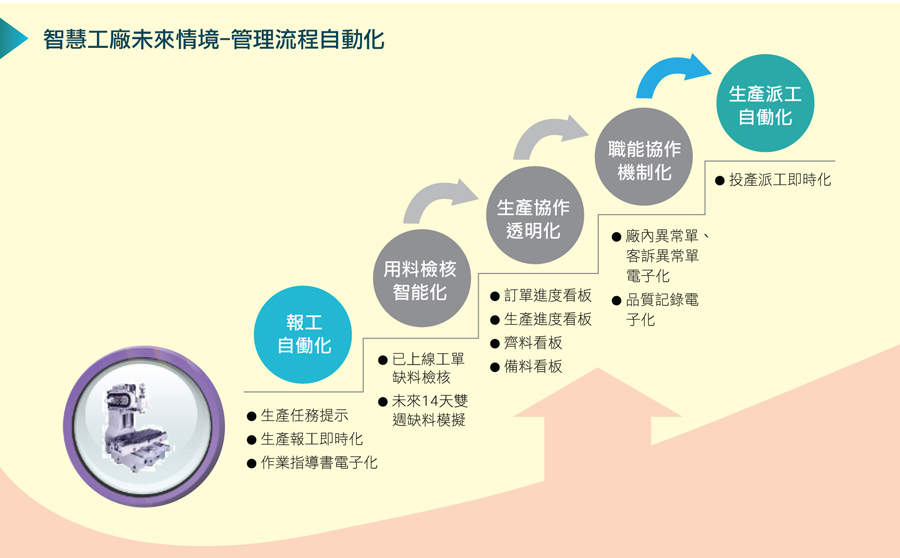 智慧工廠未來情境-管理流程自動化
報工
自働化
● 生產任務提示
● 生產報工即時化
● 作業指導書電子化
用料檢核
智能化
● 已上線工單
缺料檢核
● 未來14天雙
週缺料模擬
生產協作
透明化
● 訂單進度看板
● 生產進度看板
● 齊料看板
● 備料看板
職能協作
機制化
● 廠內異常單、
客訴異常單
電子化
● 品質記錄電
子化
生產派工
自働化
● 投產派工即時化